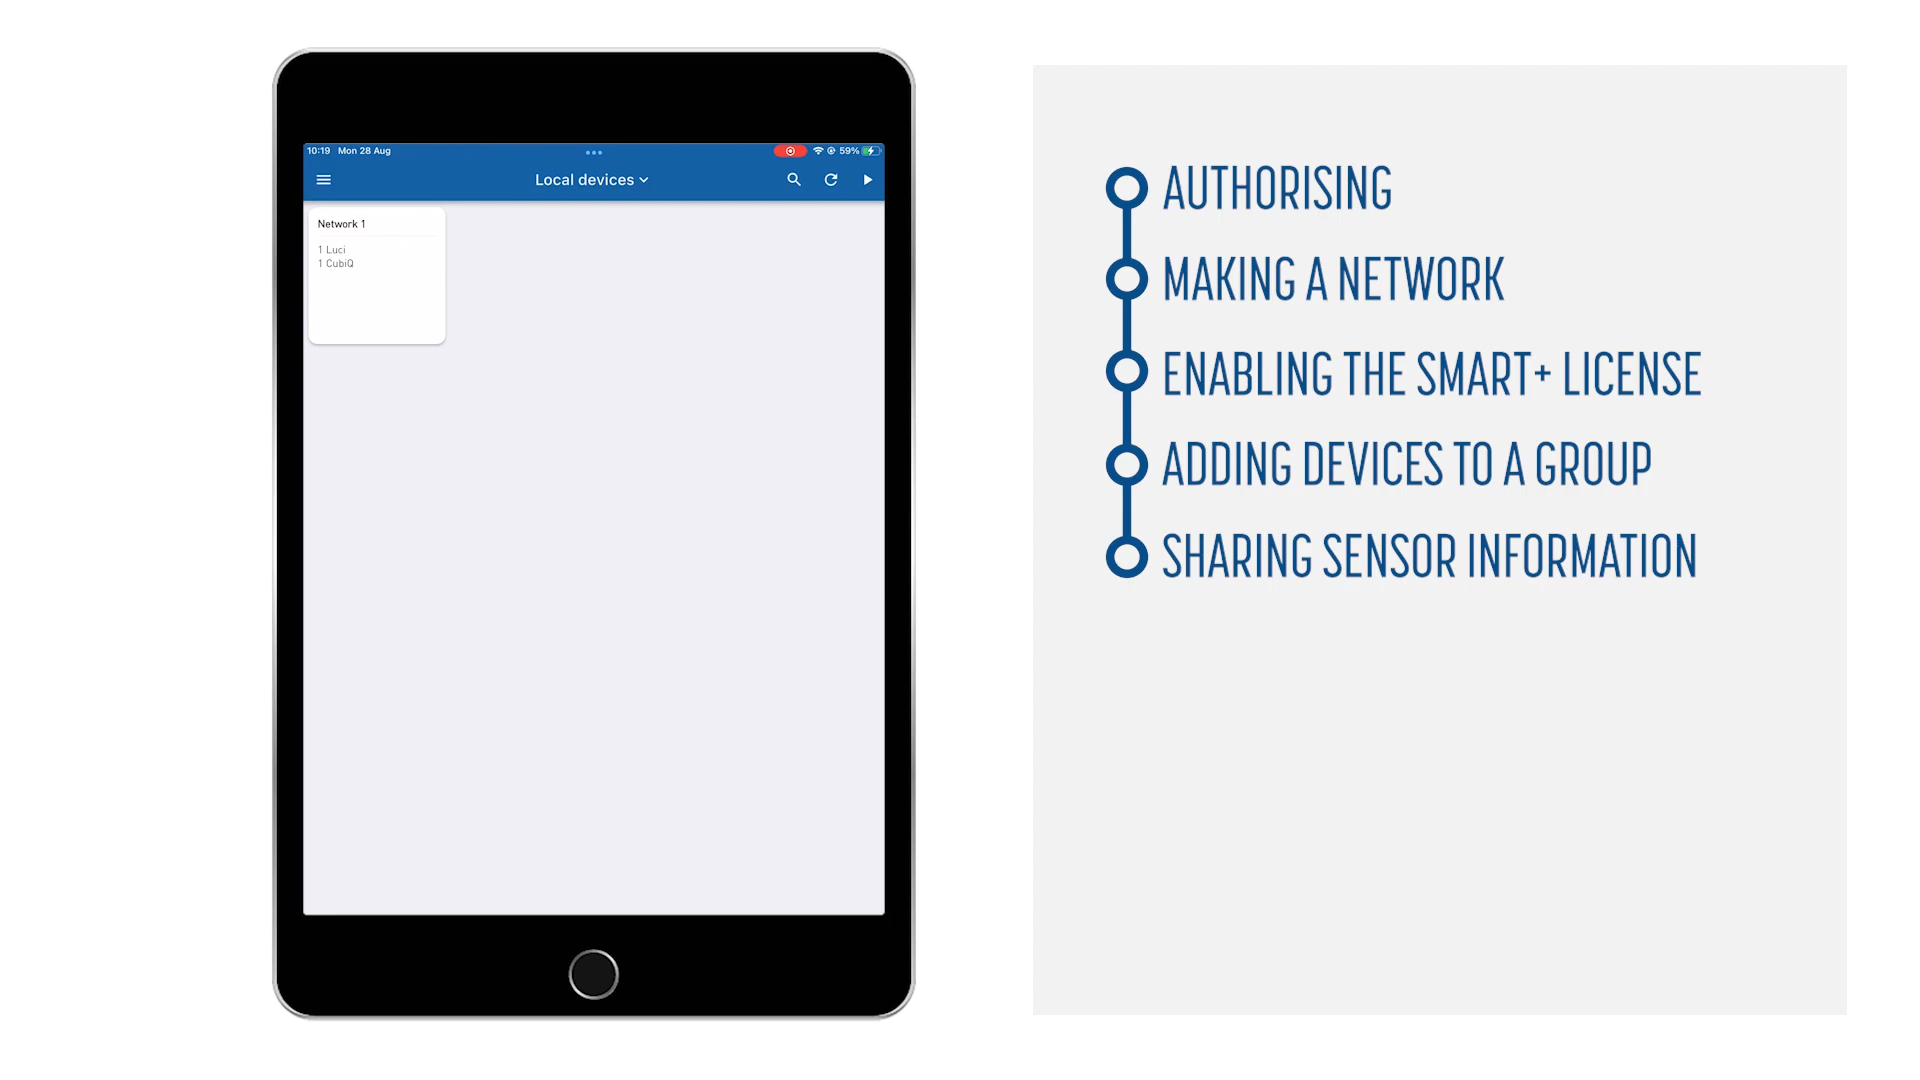 10:19 Mon 28 Aug
59%
Local devices
Network 1
1 Luci
1 CubiQ
AUTHORISING
MAKING A NETWORK
ENABLING THE SMART+ LICENSE
ADDING DEVICES TO A GROUP
SHARING SENSOR INFORMATION